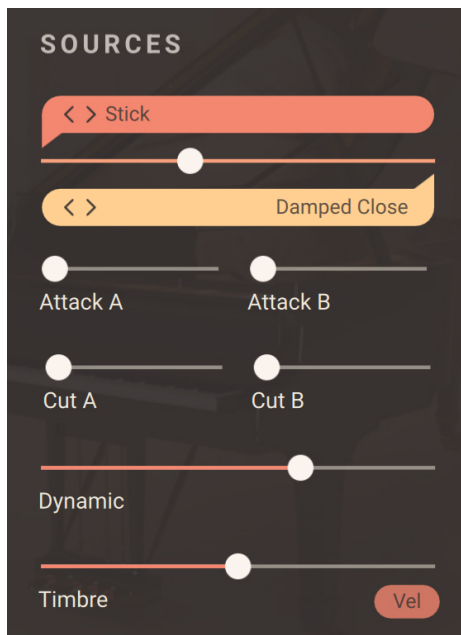 SOURCES
Stick
Damped Close
Attack A Attack B
Cut A Cut B
Dynamic
Timbre Vel